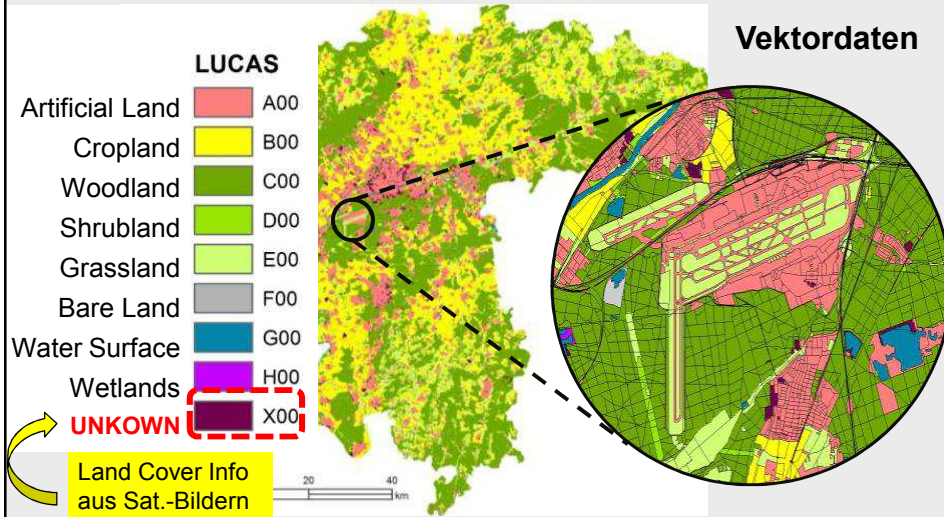 Vektordaten
LUCAS
Artificial Land A00
Cropland B00
Woodland C00
Shrubland D00
Grassland E00
Bare Land F00
Water Surface G00
Wetlands H00
UNKOWN X00
Land Cover Info
aus Sat.-Bildern
20 40
km